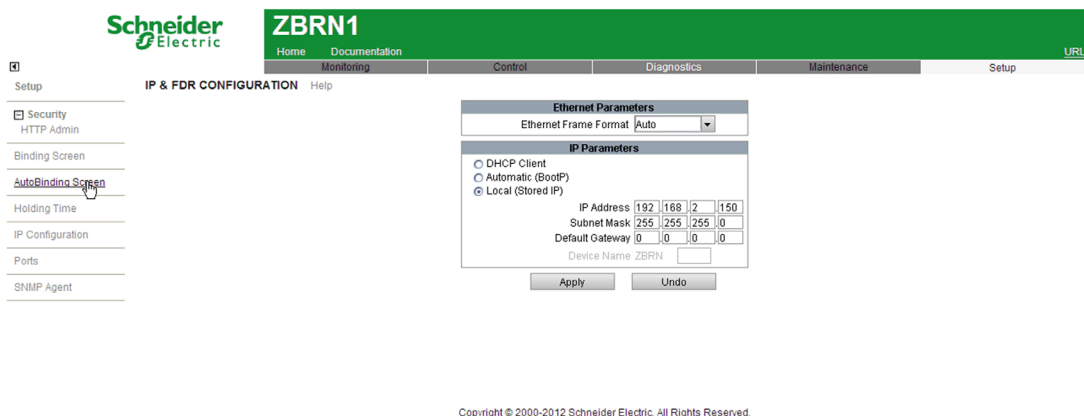 Schneider Electric
ZBRN1
Home Documentation URL
Monitoring Control Diagnostics Maintenance Setup
Setup
IP & FDR CONFIGURATION Help
Security
HTTP Admin
Binding Screen
AutoBinding Screen
Holding Time
IP Configuration
Ports
SNMP Agent
Ethernet Parameters
Ethernet Frame Format Auto
IP Parameters
DHCP Client
Automatic (BootP)
Local (Stored IP)
IP Address 192 .168 .2 .150
Subnet Mask 255 .255 .255 .0
Default Gateway 0 .0 .0 .0
Device Name ZBRN
Apply Undo
Copyright © 2000-2012 Schneider Electric. All Rights Reserved.